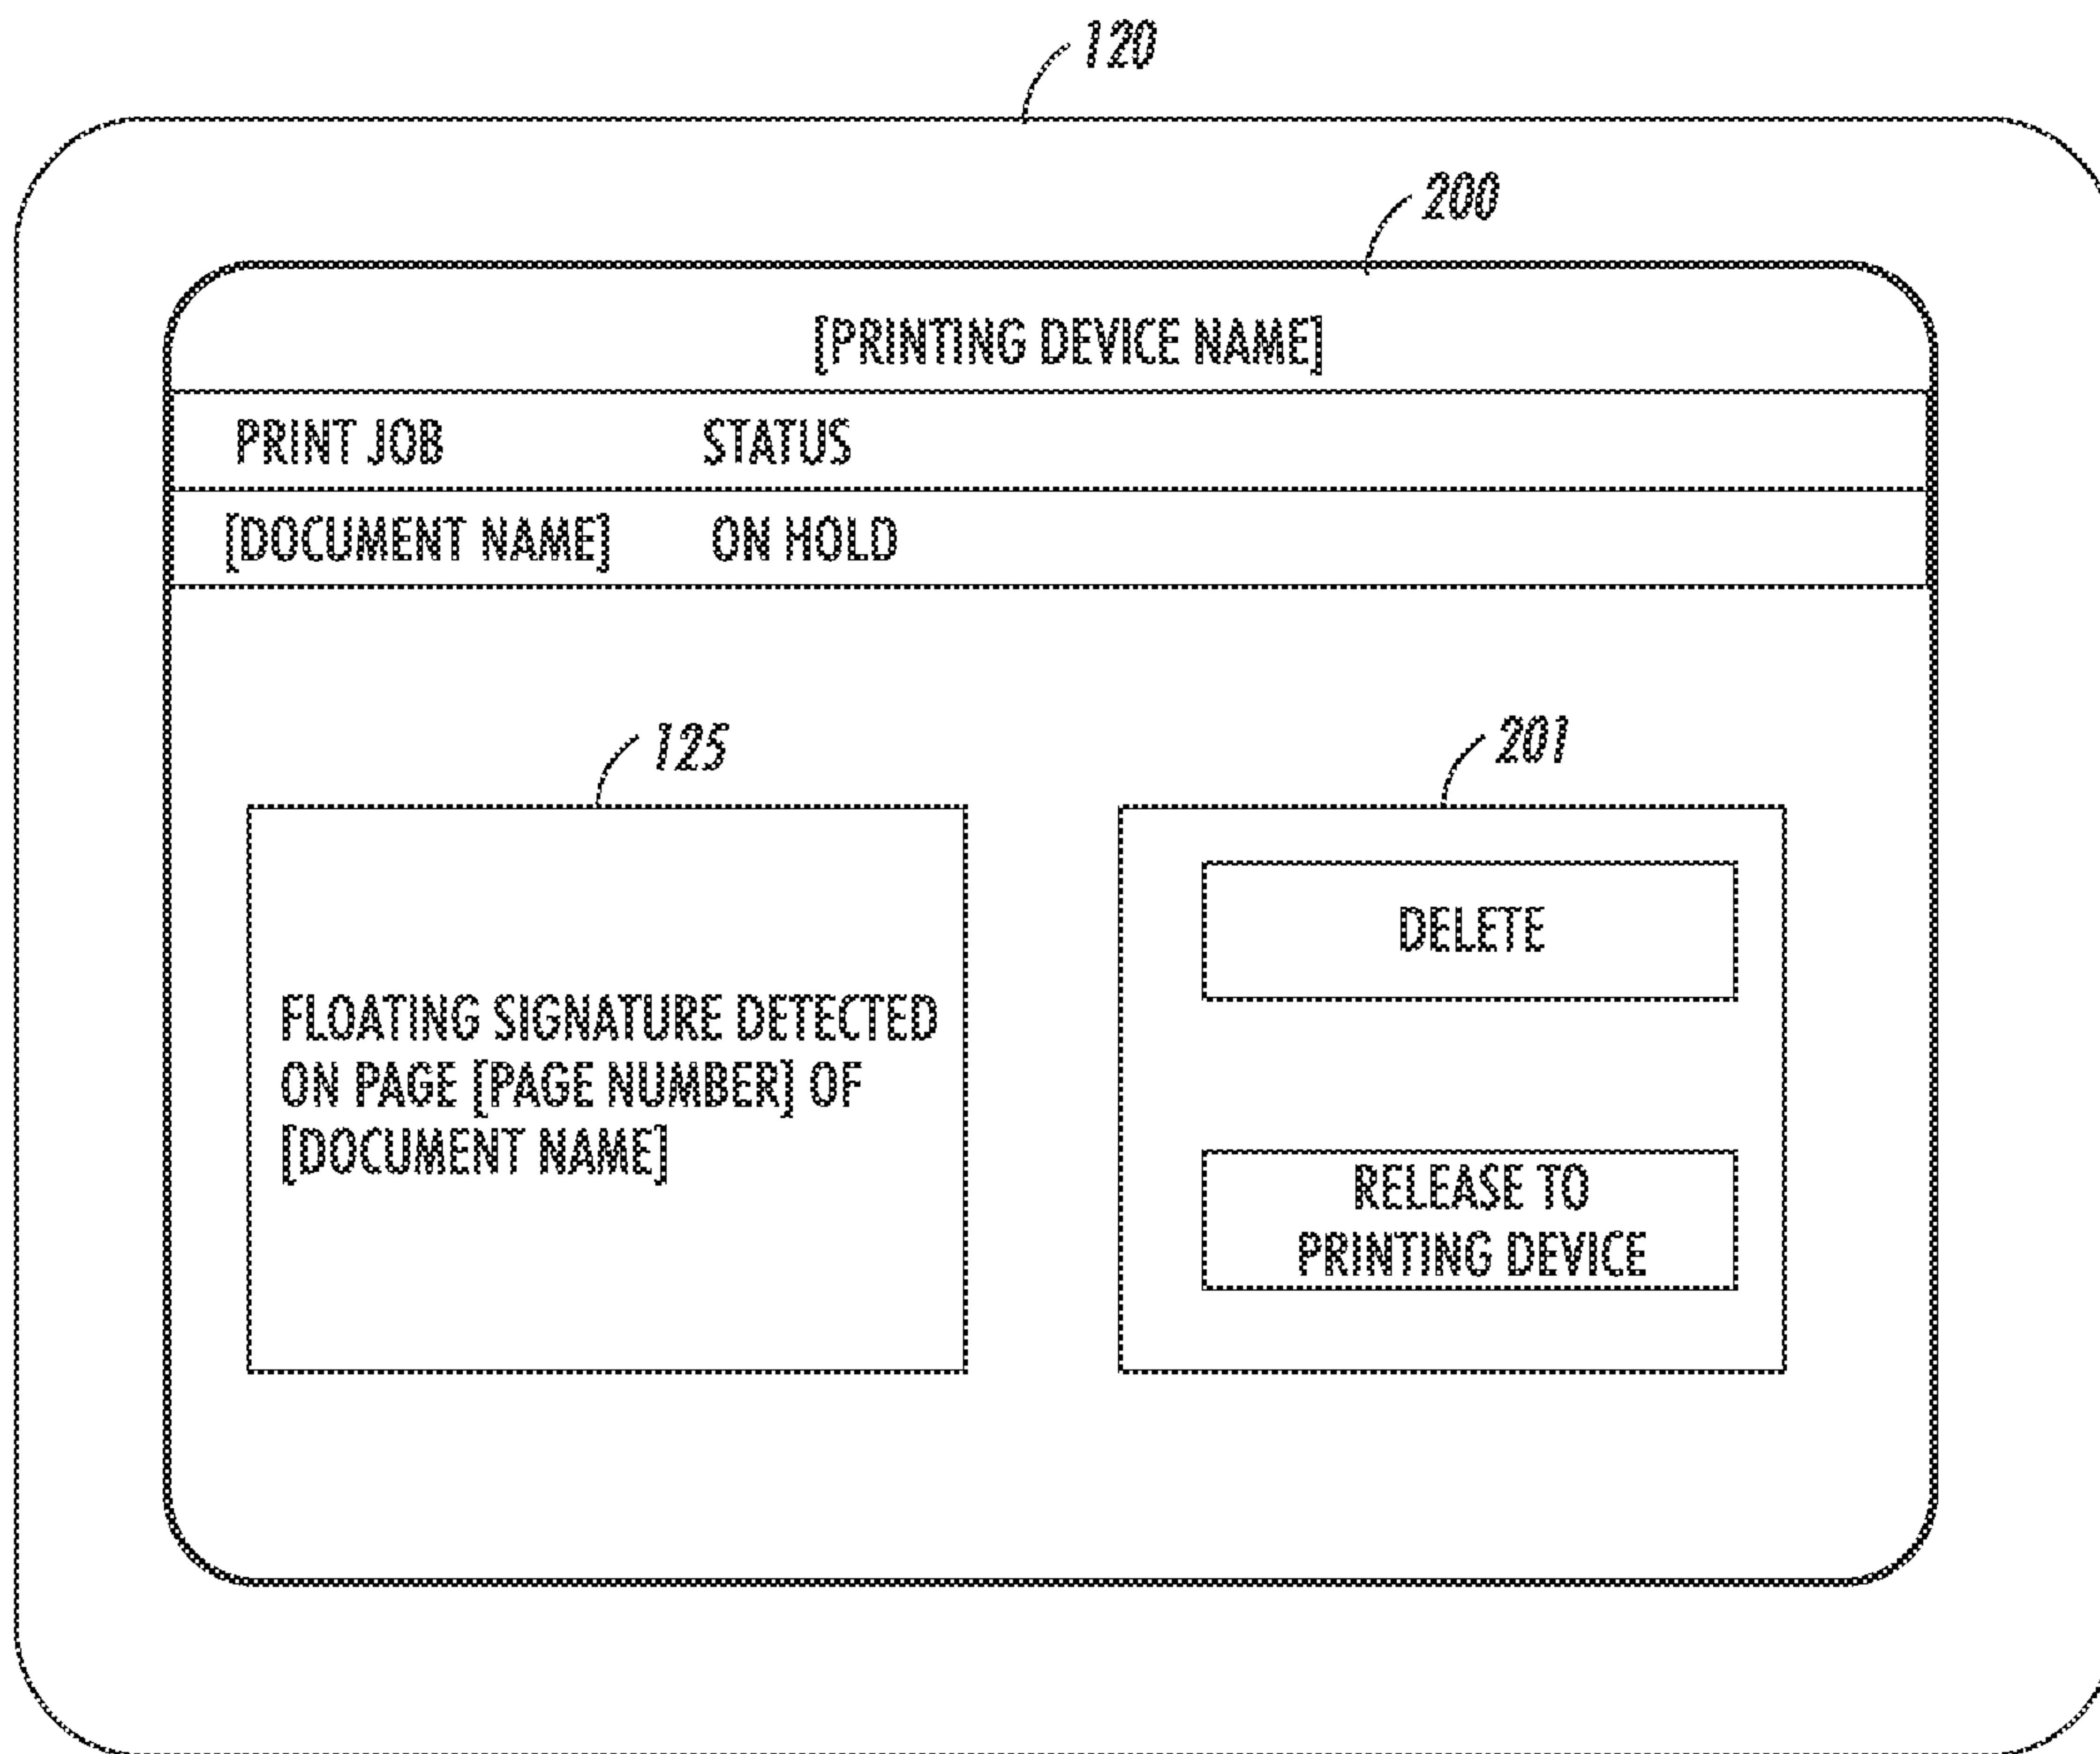 120
200
[PRINTING DEVICE NAME]
PRINT JOB STATUS
[DOCUMENT NAME] ON HOLD
125
201
FLOATING SIGNATURE DETECTED
ON PAGE [PAGE NUMBER] OF
[DOCUMENT NAME]
DELETE
RELEASE TO
PRINTING DEVICE